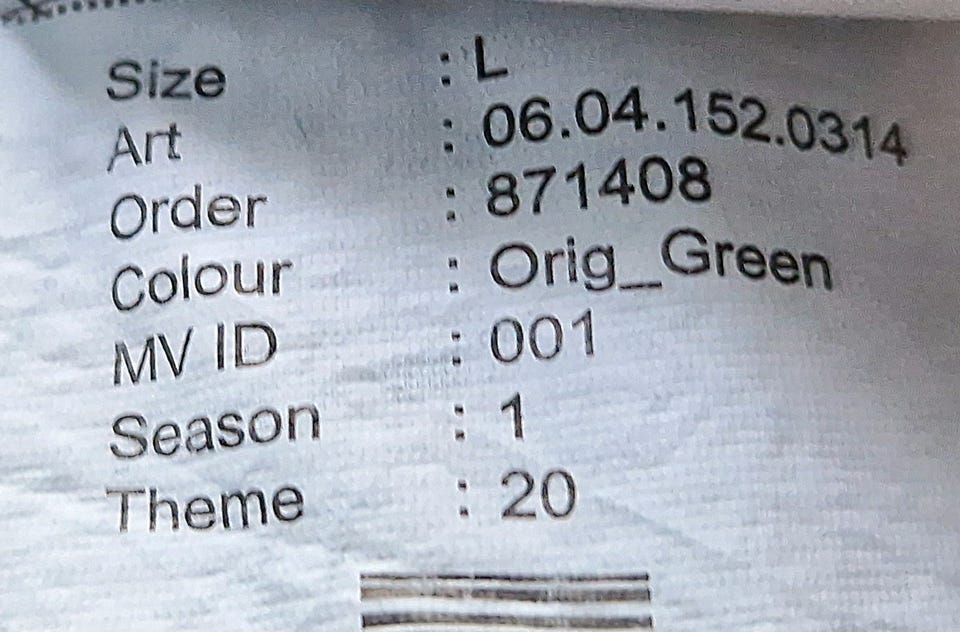 Size : L
Art : 06.04.152.0314
Order : 871408
Colour : Orig_Green
MV ID : 001
Season : 1
Theme : 20